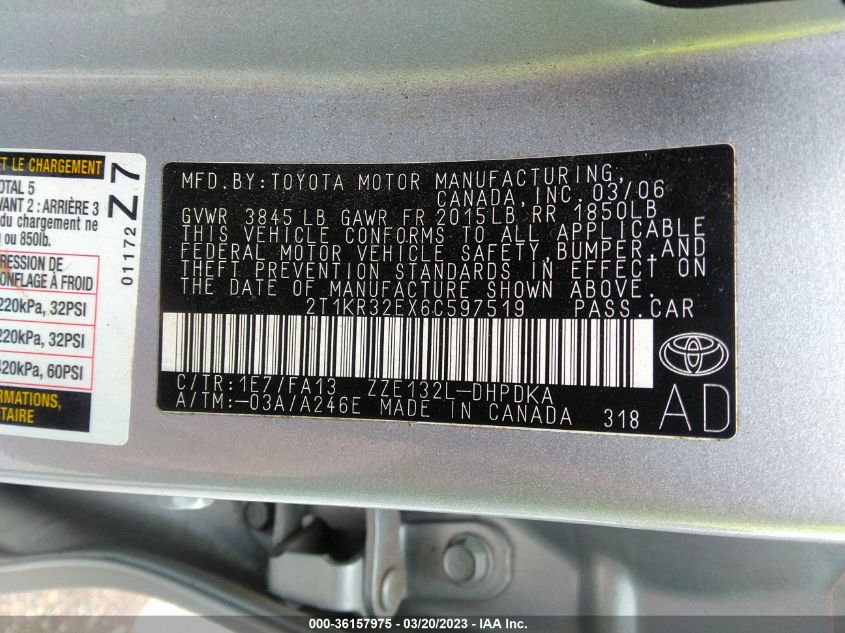 ET LE CHARGEMENT
TOTAL 5
VANT 2 : ARRIÈRE 3
du chargement ne
ou 850lb.
RESSION DE
GONFLAGE À FROID
220kPa, 32PSI
220kPa, 32PSI
420kPa, 60PSI
FORMATIONS,
TAIRE
01172 Z7
MFD.BY:TOYOTA MOTOR MANUFACTURING,
CANADA,INC. 03/06
GVWR 3845 LB GAWR FR 2015LB RR 1850LB
THIS VEHICLE CONFORMS TO ALL APPLICABLE
FEDERAL MOTOR VEHICLE SAFETY,BUMPER,AND
THEFT PREVENTION STANDARDS IN EFFECT ON
THE DATE OF MANUFACTURE SHOWN ABOVE.
2T1KR32EX6C597519 PASS.CAR
C/TR:1E7/FA13 ZZE132L-DHPDKA
A/TM:-03A/A246E MADE IN CANADA 318
AD
000-36157975 - 03/20/2023 - IAA Inc.